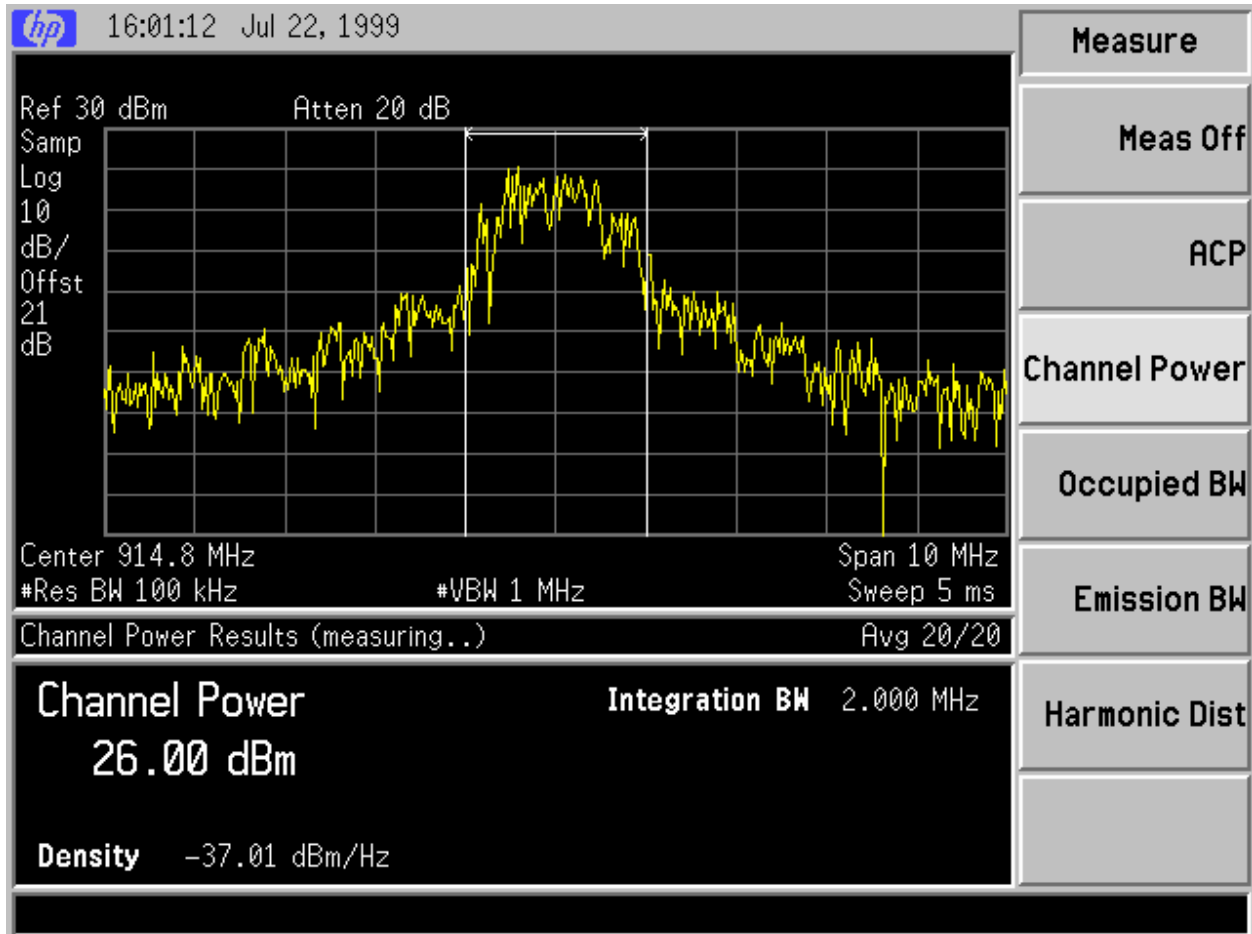 hp 16:01:12 Jul 22, 1999
Measure
Ref 30 dBm Atten 20 dB
Samp
Log
10
dB/
Offst
21
dB
Center 914.8 MHz Span 10 MHz
#Res BW 100 kHz #VBW 1 MHz Sweep 5 ms
Channel Power Results (measuring..) Avg 20/20
Channel Power
26.00 dBm
Integration BW 2.000 MHz
Density -37.01 dBm/Hz
Meas Off
ACP
Channel Power
Occupied BW
Emission BW
Harmonic Dist